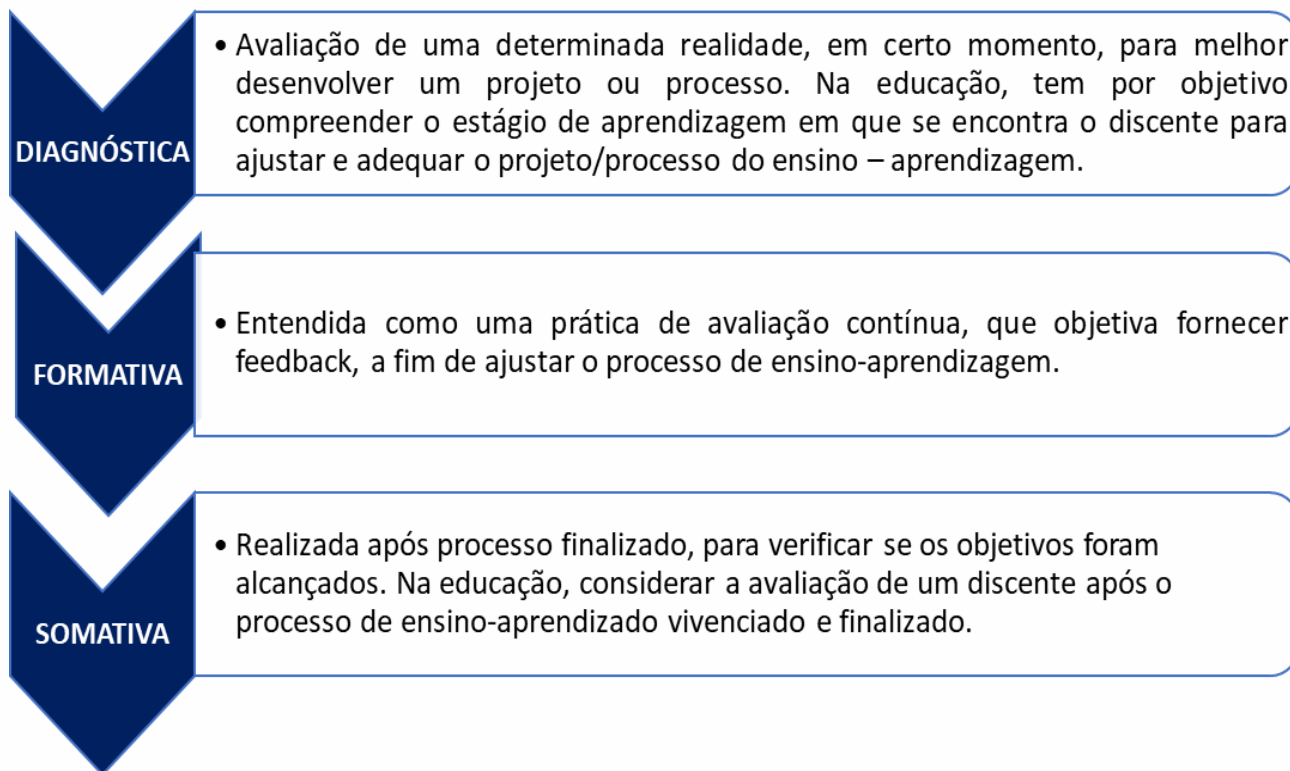 DIAGNÓSTICA
• Avaliação de uma determinada realidade, em certo momento, para melhor
desenvolver um projeto ou processo. Na educação, tem por objetivo
compreender o estágio de aprendizagem em que se encontra o discente para
ajustar e adequar o projeto/processo do ensino – aprendizagem.
FORMATIVA
• Entendida como uma prática de avaliação contínua, que objetiva fornecer
feedback, a fim de ajustar o processo de ensino-aprendizagem.
SOMATIVA
• Realizada após processo finalizado, para verificar se os objetivos foram
alcançados. Na educação, considerar a avaliação de um discente após o
processo de ensino-aprendizado vivenciado e finalizado.